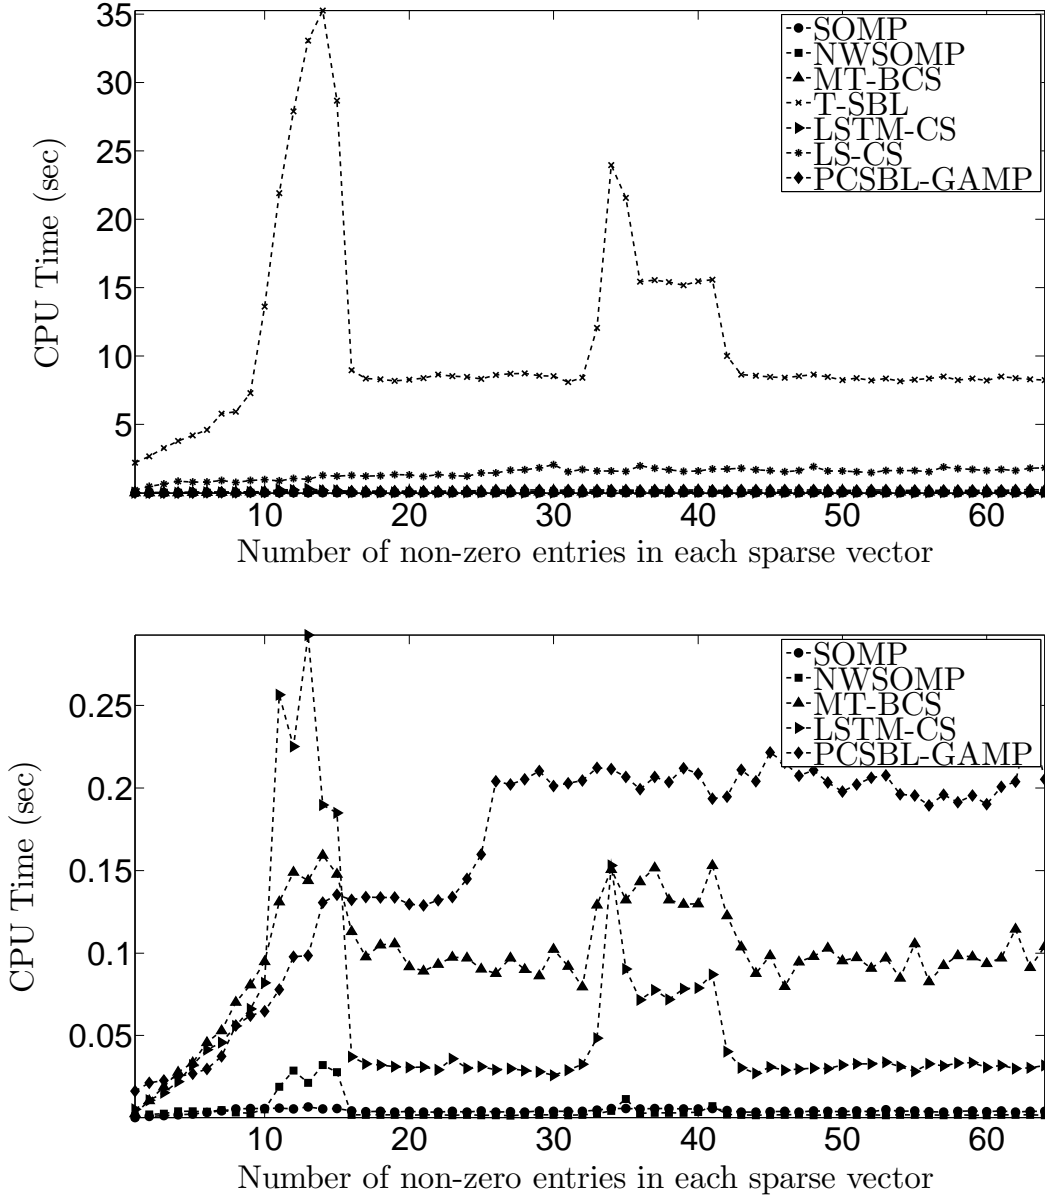 35
30
25
20
15
10
5
CPU Time (sec)
SOMP
NWSOMP
MT-BCS
T-SBL
LSTM-CS
LS-CS
PCSBL-GAMP
10 20 30 40 50 60
Number of non-zero entries in each sparse vector
0.25
0.2
0.15
0.1
0.05
CPU Time (sec)
SOMP
NWSOMP
MT-BCS
LSTM-CS
PCSBL-GAMP
10 20 30 40 50 60
Number of non-zero entries in each sparse vector